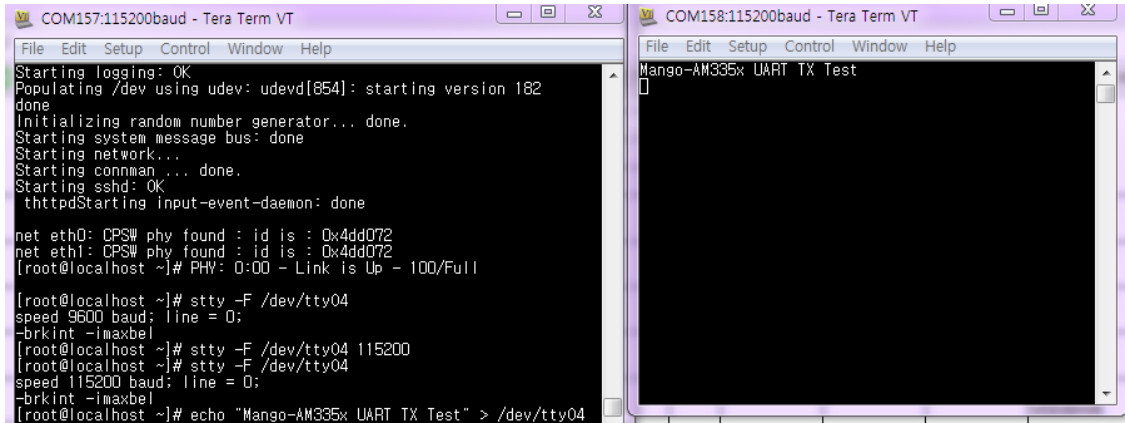 COM157:115200baud - Tera Term VT
File Edit Setup Control Window Help
Starting logging: OK
Populating /dev using udev: udevd[854]: starting version 182
done
Initializing random number generator... done.
Starting system message bus: done
Starting network...
Starting connman ... done.
Starting sshd: OK
 thttpdStarting input-event-daemon: done

net eth0: CPSW phy found : id is : 0x4dd072
net eth1: CPSW phy found : id is : 0x4dd072
[root@localhost ~]# PHY: 0:00 - Link is Up - 100/Full

[root@localhost ~]# stty -F /dev/ttyO4
speed 9600 baud; line = 0;
-brkint -imaxbel
[root@localhost ~]# stty -F /dev/ttyO4 115200
[root@localhost ~]# stty -F /dev/ttyO4
speed 115200 baud; line = 0;
-brkint -imaxbel
[root@localhost ~]# echo "Mango-AM335x UART TX Test" > /dev/ttyO4
COM158:115200baud - Tera Term VT
File Edit Setup Control Window Help
Mango-AM335x UART TX Test